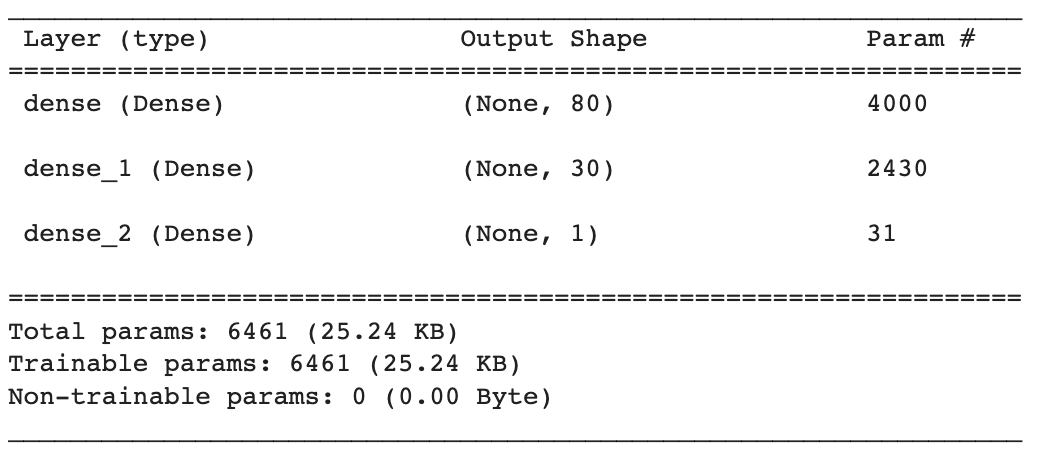 Layer (type) Output Shape Param #
=================================================================
dense (Dense) (None, 80) 4000
dense_1 (Dense) (None, 30) 2430
dense_2 (Dense) (None, 1) 31
=================================================================
Total params: 6461 (25.24 KB)
Trainable params: 6461 (25.24 KB)
Non-trainable params: 0 (0.00 Byte)